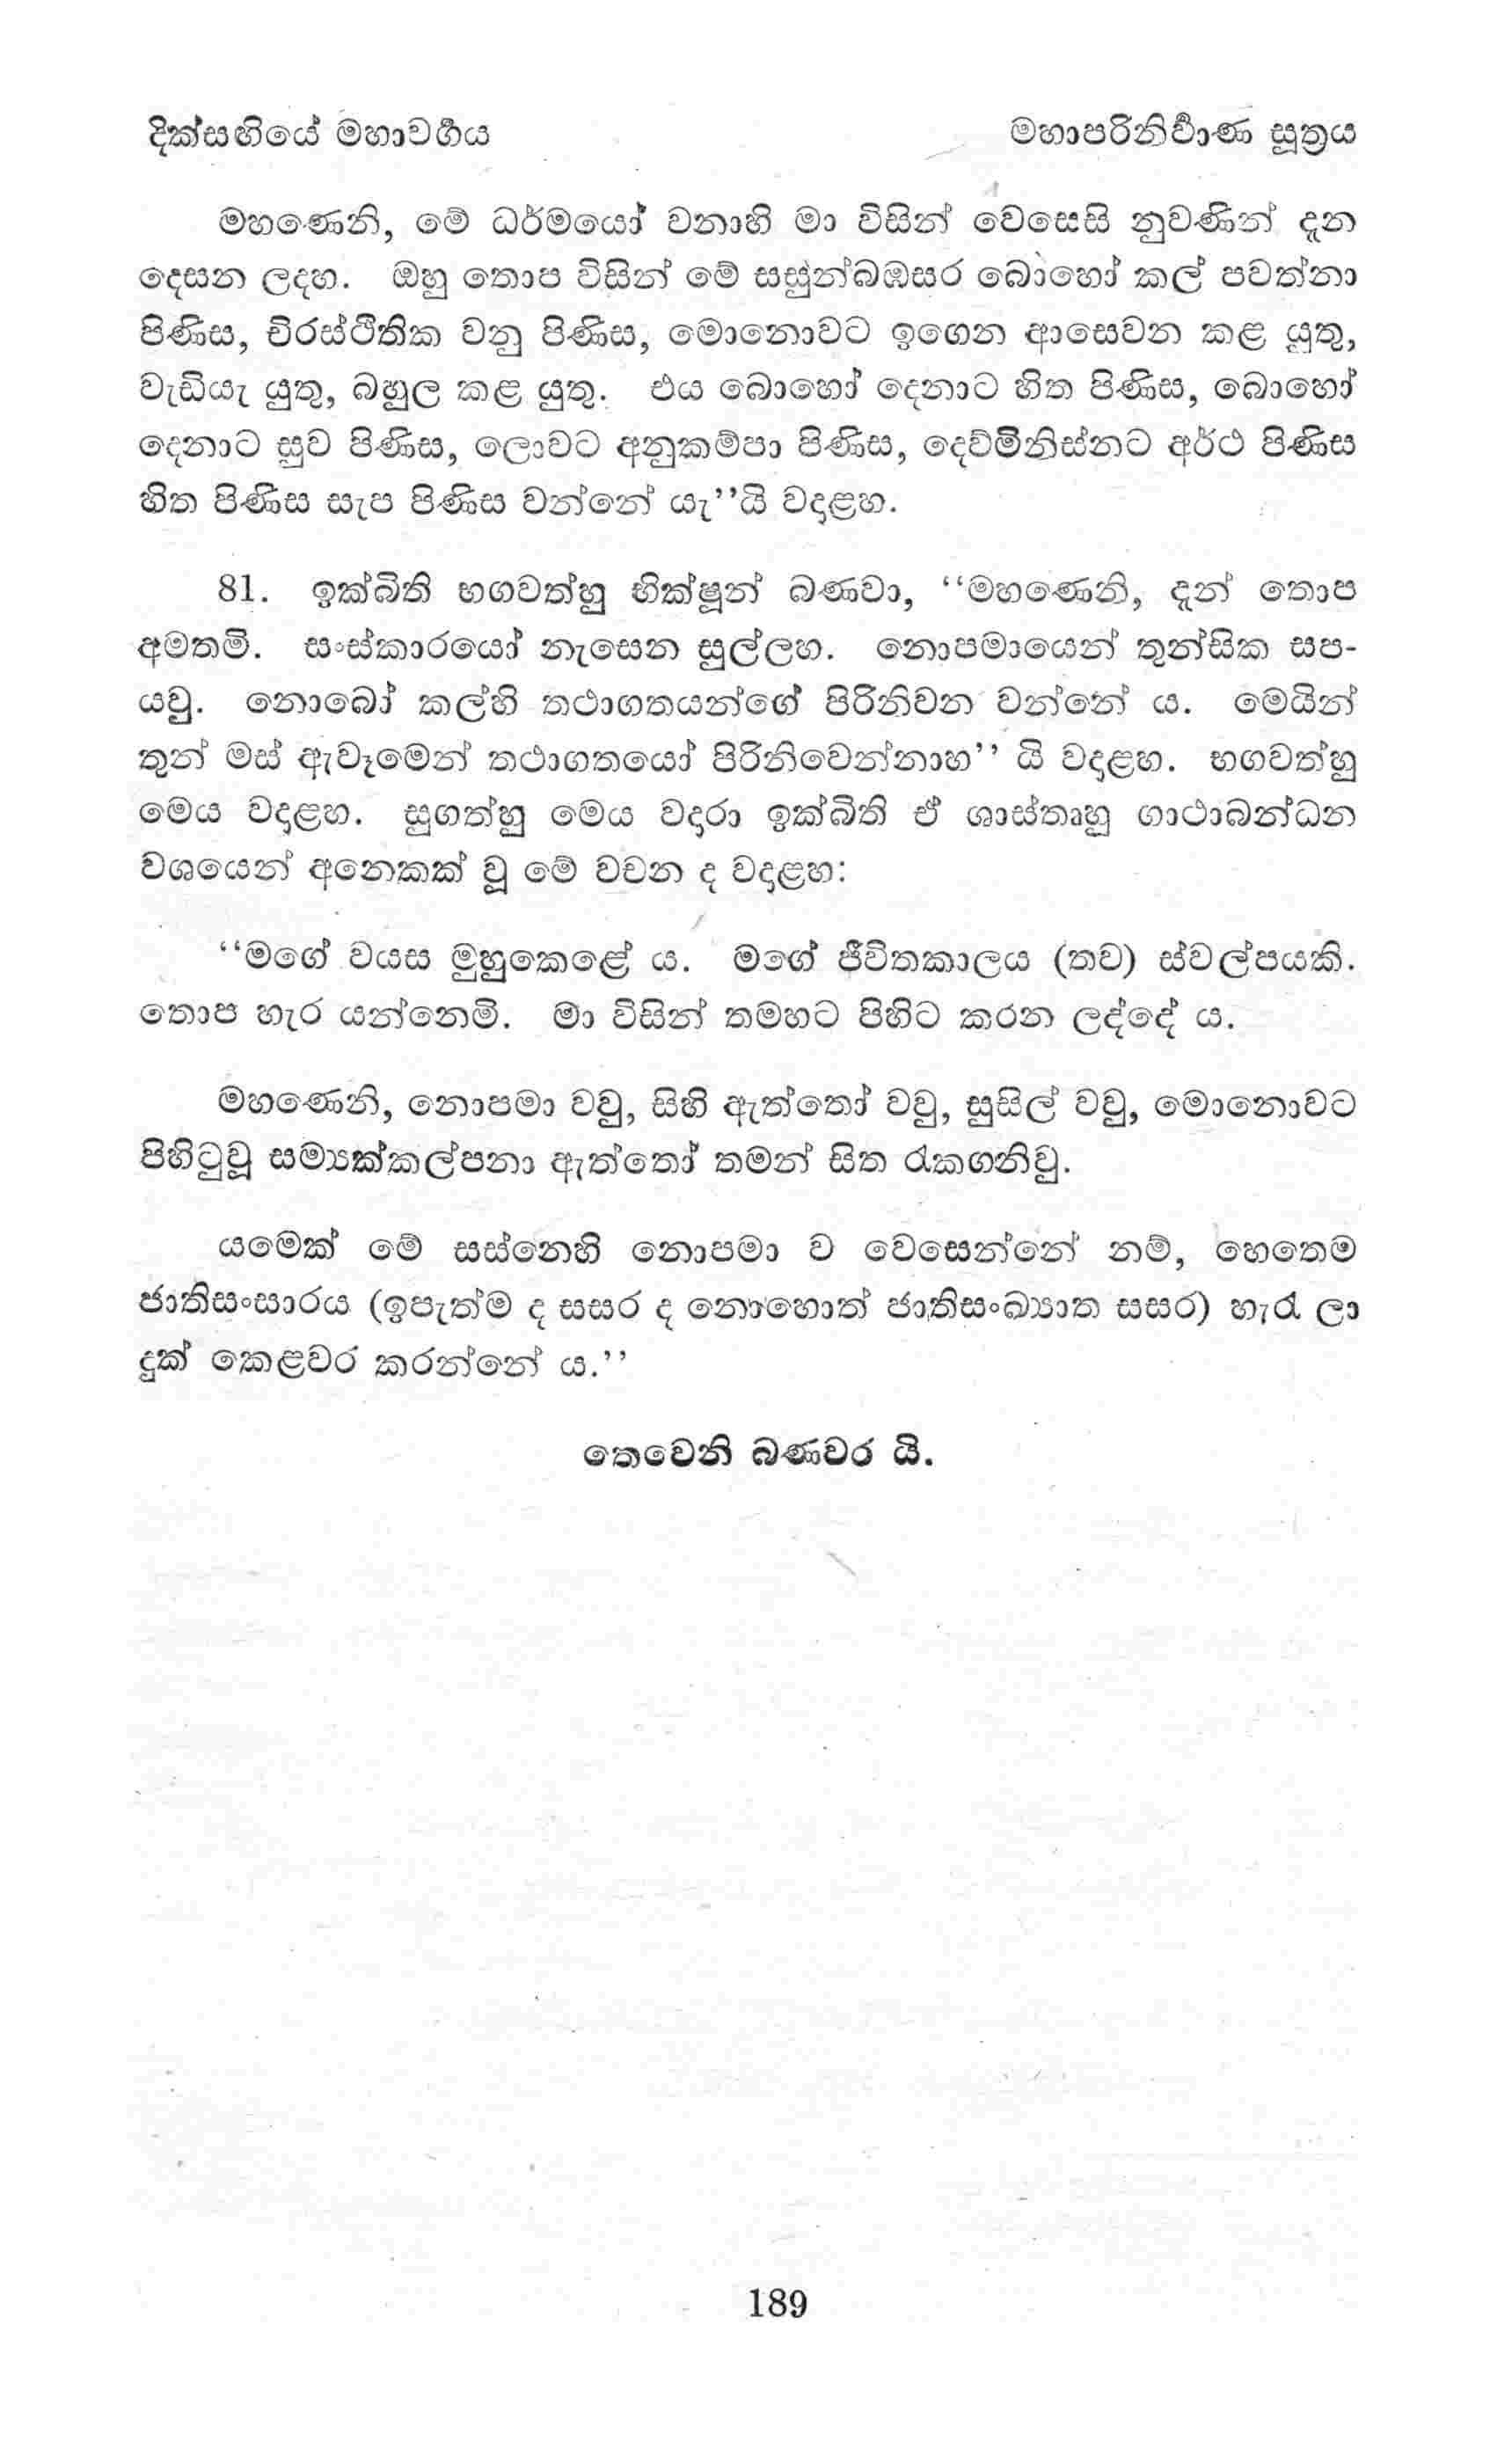 දික්සඟියේ මහාවර්‍ගය
මහාපරිනිර්‍වාණ සූත්‍රය
මහණෙනි, මේ ධර්මයෝ වනාහි මා විසින් වෙසෙසි නුවණින් දැන
දෙසන ලදහ. ඔහු තොප විසින් මේ සසුන්බඹසර බොහෝ කල් පවත්නා
පිණිස, චිරස්ථිතික වනු පිණිස, මොනොවට ඉගෙන ආසෙවන කළ යුතු,
වැඩියැ යුතු, බහුල කළ යුතු. එය බොහෝ දෙනාට හිත පිණිස, බොහෝ
දෙනාට සුව පිණිස, ලොවට අනුකම්පා පිණිස, දෙව්මිනිස්නට අර්ථ පිණිස
හිත පිණිස සැප පිණිස වන්නේ යැ’’යි වදාළහ.
81. ඉක්බිති භගවත්හු භික්ෂූන් බණවා, ‘‘මහණෙනි, දැන් තොප
අමතමි. සංස්කාරයෝ නැසෙන සුල්ලහ. නොපමායෙන් තුන්සික සප-
යවු. නොබෝ කල්හි තථාගතයන්ගේ පිරිනිවන වන්නේ ය. මෙයින්
තුන් මස් ඇවෑමෙන් තථාගතයෝ පිරිනිවෙන්නාහ’’ යි වදාළහ. භගවත්හු
මෙය වදාළහ. සුගත්හු මෙය වදාරා ඉක්බිති ඒ ශාස්තෘහු ගාථාබන්ධන
වශයෙන් අනෙකක් වූ මේ වචන ද වදාළහ:
‘‘මගේ වයස මුහුකෙළේ ය. මගේ ජීවිතකාලය (තව) ස්වල්පයකි.
තොප හැර යන්නෙමි. මා විසින් තමහට පිහිට කරන ලද්දේ ය.
මහණෙනි, නොපමා වවු, සිහි ඇත්තෝ වවු, සුසිල් වවු, මොනොවට
පිහිටුවූ සම්‍යක්කල්පනා ඇත්තෝ තමන් සිත රැකගනිවු.
යමෙක් මේ සස්නෙහි නොපමා ව වෙසෙන්නේ නම්, හෙතෙම
ජාතිසංසාරය (ඉපැත්ම ද සසර ද නොහොත් ජාතිසංඛ්‍යාත සසර) හැරැ ලා
දුක් කෙළවර කරන්නේ ය.’’
තෙවෙනි බණවර යි.
189